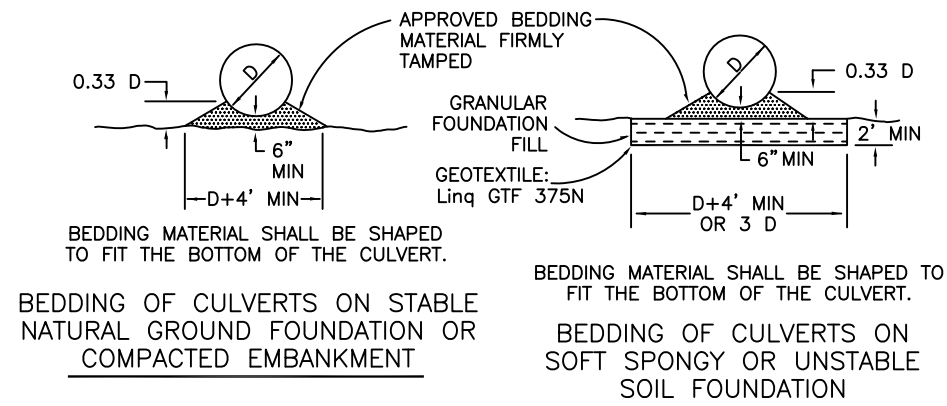 APPROVED BEDDING
MATERIAL FIRMLY
TAMPED
D
0.33 D
6"
MIN
D+4' MIN
BEDDING MATERIAL SHALL BE SHAPED
TO FIT THE BOTTOM OF THE CULVERT.
BEDDING OF CULVERTS ON STABLE
NATURAL GROUND FOUNDATION OR
COMPACTED EMBANKMENT
D
0.33 D
GRANULAR
FOUNDATION
FILL
2' MIN
6" MIN
GEOTEXTILE:
Linq GTF 375N
D+4' MIN
OR 3 D
BEDDING MATERIAL SHALL BE SHAPED TO
FIT THE BOTTOM OF THE CULVERT.
BEDDING OF CULVERTS ON
SOFT SPONGY OR UNSTABLE
SOIL FOUNDATION